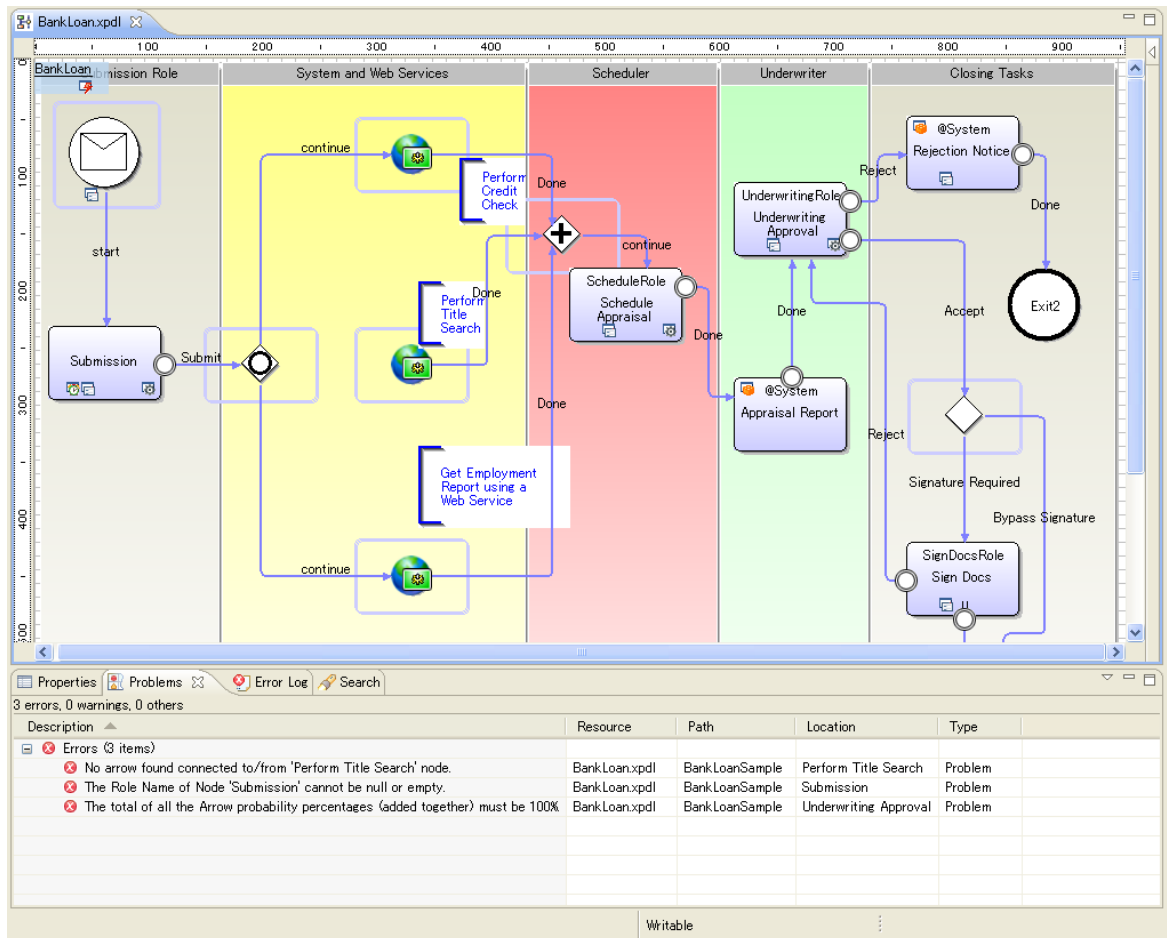 BankLoan.xpdl
100 200 300 400 500 600 700 800 900
BankLoan
bmission Role
System and Web Services
Scheduler
Underwriter
Closing Tasks
0
100
200
300
400
start
Submission
Submit
continue
continue
Perform
Credit
Check
Done
Perform
Title
Search
Done
Done
Get Employment
Report using a
Web Service
continue
ScheduleRole
Schedule
Appraisal
Done
UnderwritingRole
Underwriting
Approval
Done
@System
Appraisal Report
Reject
@System
Rejection Notice
Done
Exit2
Accept
Reject
Signature Required
Bypass Signature
SignDocsRole
Sign Docs
Properties Problems Error Log Search
3 errors, 0 warnings, 0 others
Description Resource Path Location Type
Errors (3 items)
No arrow found connected to/from 'Perform Title Search' node. BankLoan.xpdl BankLoanSample Perform Title Search Problem
The Role Name of Node 'Submission' cannot be null or empty. BankLoan.xpdl BankLoanSample Submission Problem
The total of all the Arrow probability percentages (added together) must be 100% BankLoan.xpdl BankLoanSample Underwriting Approval Problem
Writable